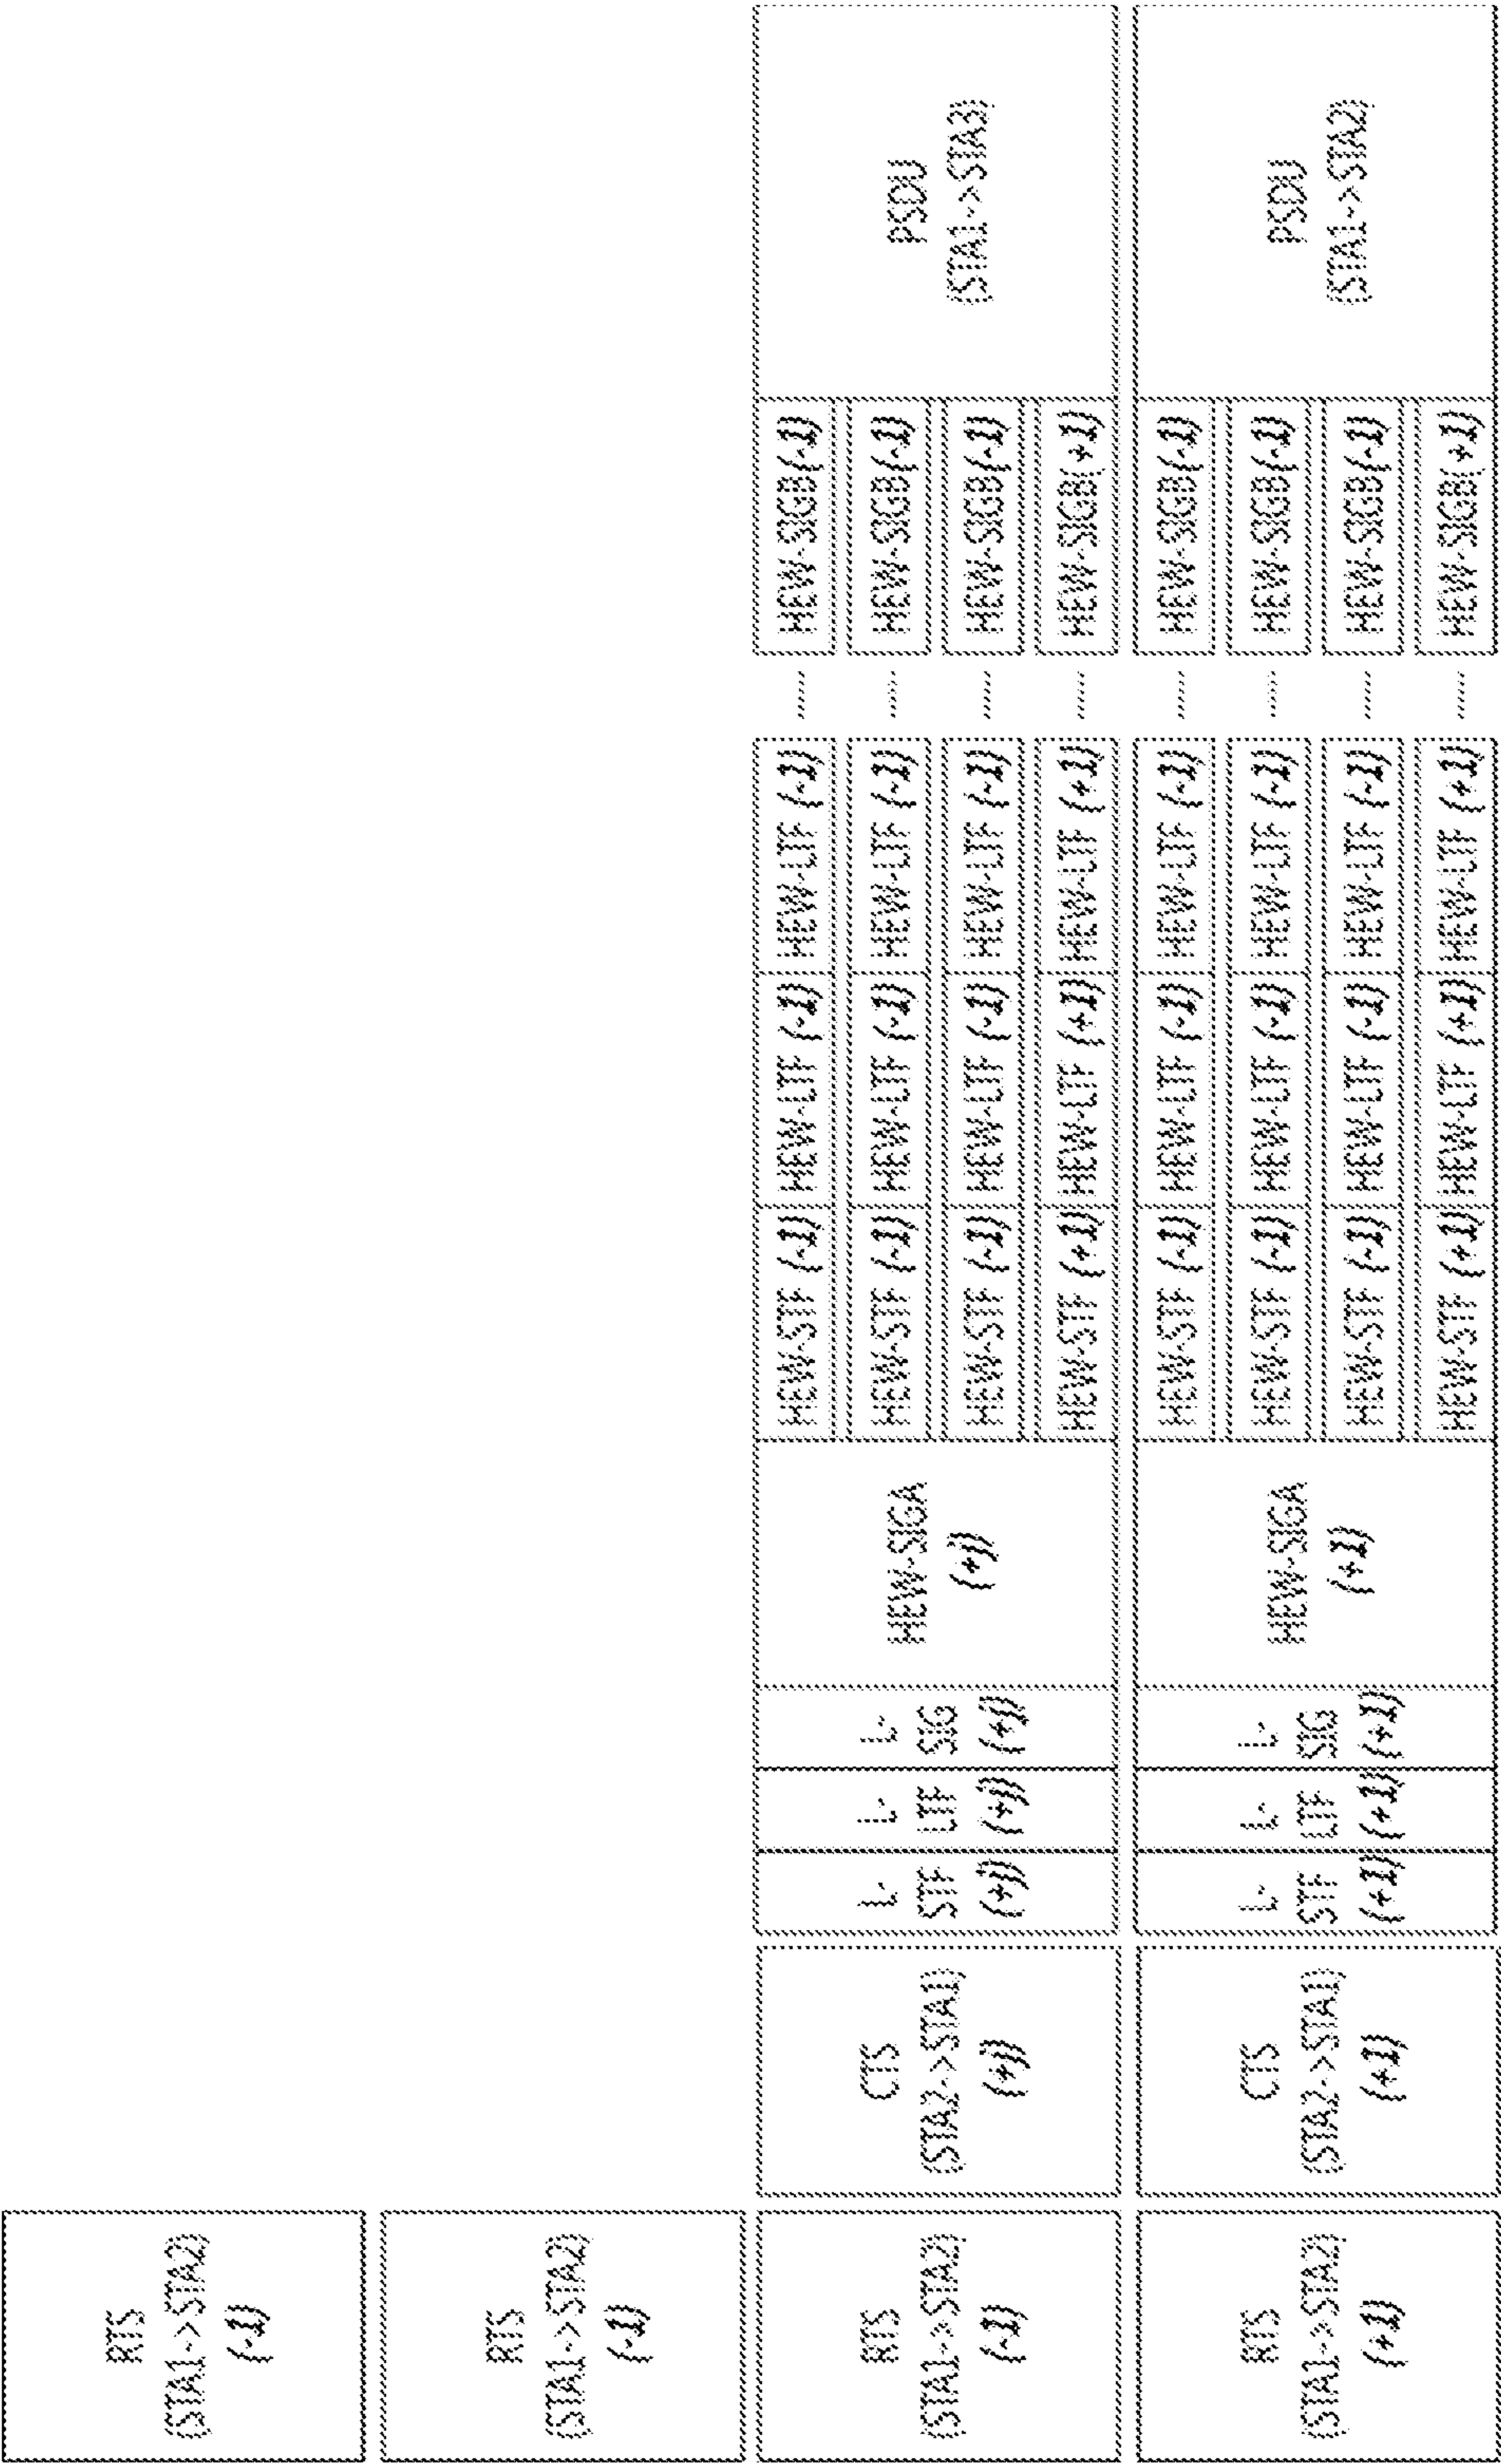 RTS
(STA1->STA2)
(-1)
RTS
(STA1->STA2)
(-1)
RTS
(STA1->STA2)
(-1)
CTS
(STA2->STA1)
(+j)
L-
STF
(+j)
L-
LTF
(+j)
L-
SIG
(+j)
HEW-SIGA
(+j)
HEW-STF (-1) HEW-LTF (-1) HEW-LTF (-1) ...... HEW-SIGB(-1)
HEW-STF (-1) HEW-LTF (-1) HEW-LTF (-1) ...... HEW-SIGB(-1)
HEW-STF (-1) HEW-LTF (-1) HEW-LTF (-1) ...... HEW-SIGB(-1)
HEW-STF (+1) HEW-LTF (+1) HEW-LTF (+1) ...... HEW-SIGB(+1)
PSDU
(STA1->STA3)
RTS
(STA1->STA2)
(+1)
CTS
(STA2->STA1)
(+1)
L-
STF
(+1)
L-
LTF
(+1)
L-
SIG
(+1)
HEW-SIGA
(+1)
HEW-STF (-1) HEW-LTF (-1) HEW-LTF (-1) ...... HEW-SIGB(-1)
HEW-STF (-1) HEW-LTF (-1) HEW-LTF (-1) ...... HEW-SIGB(-1)
HEW-STF (-1) HEW-LTF (-1) HEW-LTF (-1) ...... HEW-SIGB(-1)
HEW-STF (+1) HEW-LTF (+1) HEW-LTF (+1) ...... HEW-SIGB(+1)
PSDU
(STA1->STA2)